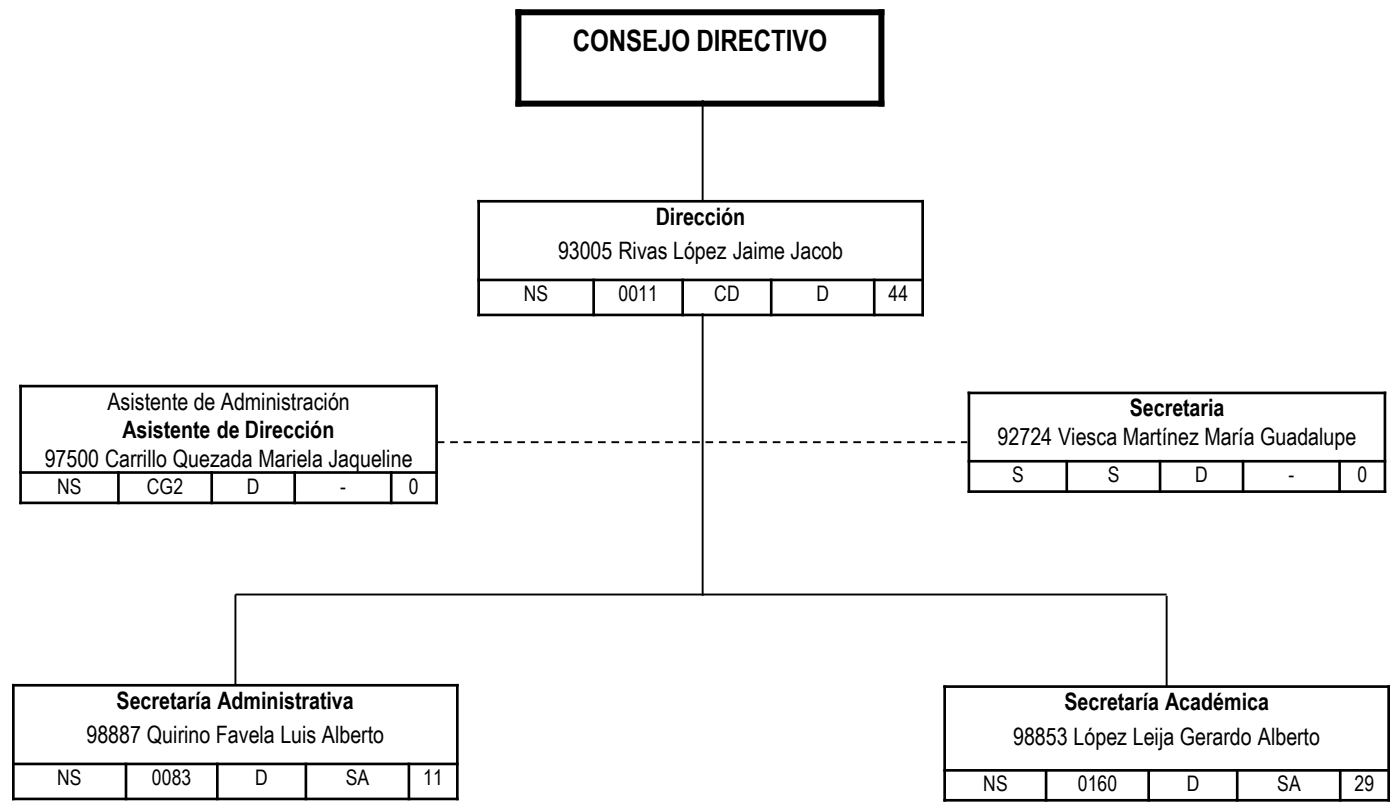 CONSEJO DIRECTIVO
Dirección
93005 Rivas López Jaime Jacob
NS 0011 CD D 44
Asistente de Administración
Asistente de Dirección
97500 Carrillo Quezada Mariela Jaqueline
NS CG2 D - 0
Secretaria
92724 Viesca Martínez María Guadalupe
S S D - 0
Secretaría Administrativa
98887 Quirino Favela Luis Alberto
NS 0083 D SA 11
Secretaría Académica
98853 López Leija Gerardo Alberto
NS 0160 D SA 29